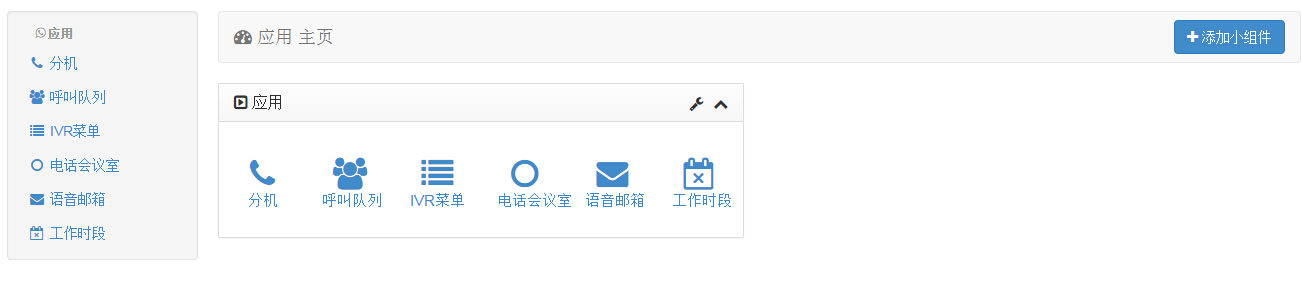 应用
分机
呼叫队列
IVR菜单
电话会议室
语音邮箱
工作时段
应用 主页
添加小组件
应用
分机
呼叫队列
IVR菜单
电话会议室
语音邮箱
工作时段